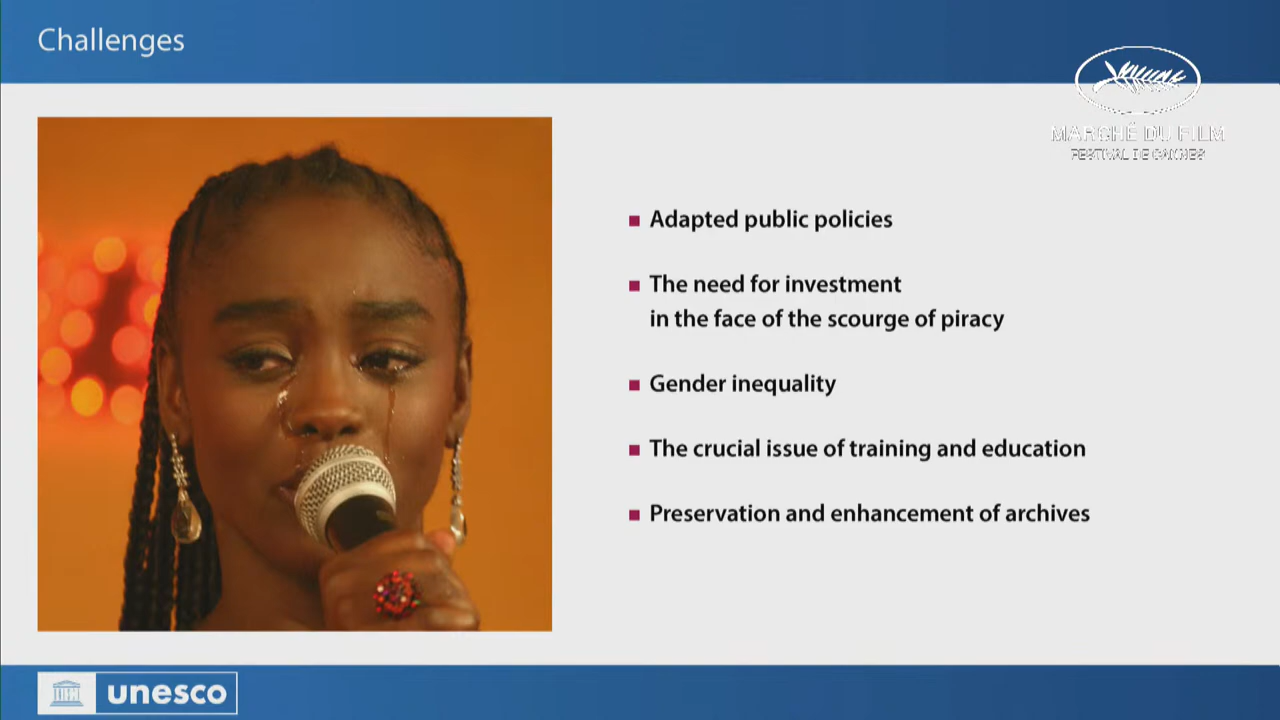 Challenges
MARCHÉ DU FILM
FESTIVAL DE CANNES
Adapted public policies
The need for investment
in the face of the scourge of piracy
Gender inequality
The crucial issue of training and education
Preservation and enhancement of archives
unesco